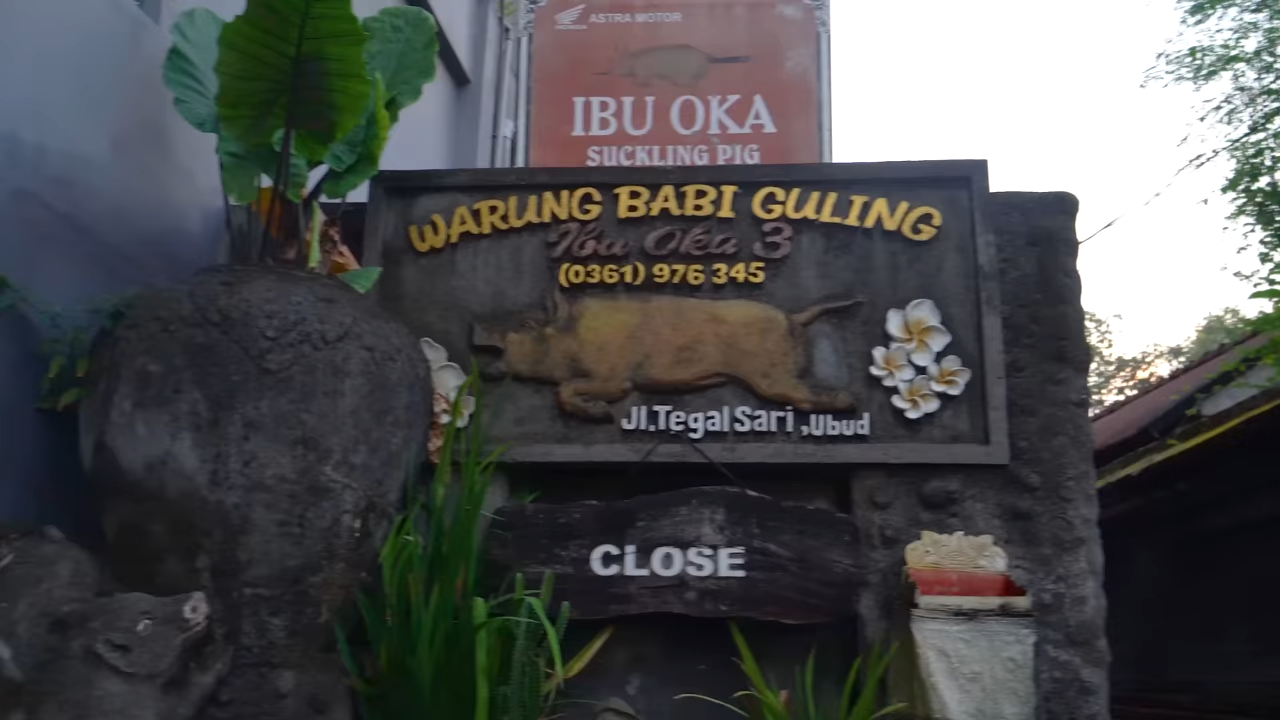 HONDA ASTRA MOTOR
IBU OKA
SUCKLING PIG
WARUNG BABI GULING
Ibu Oka 3
(0361) 976 345
Jl.Tegal Sari ,Ubud
CLOSE